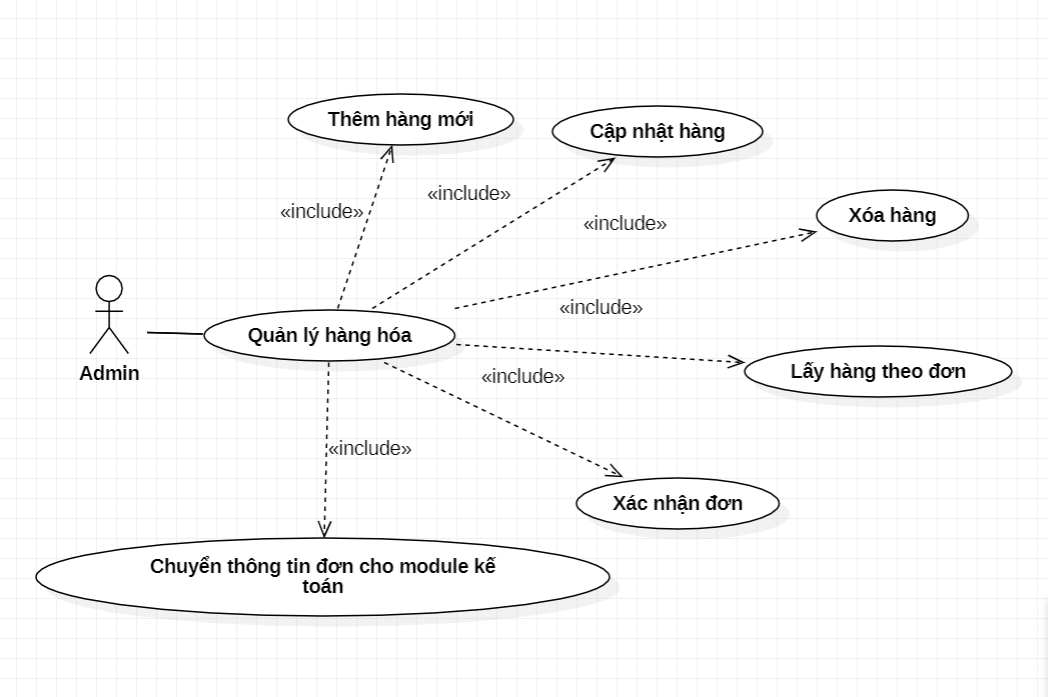 Thêm hàng mới
Cập nhật hàng
«include»
«include»
Xóa hàng
«include»
«include»
Quản lý hàng hóa
Admin
Lấy hàng theo đơn
«include»
«include»
Xác nhận đơn
Chuyển thông tin đơn cho module kế
toán